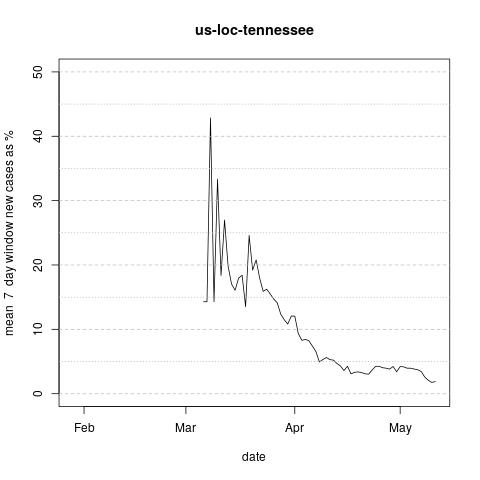 us-loc-tennessee
mean  7  day window new cases as %
50
40
30
20
10
0
Feb
Mar
Apr
May
date